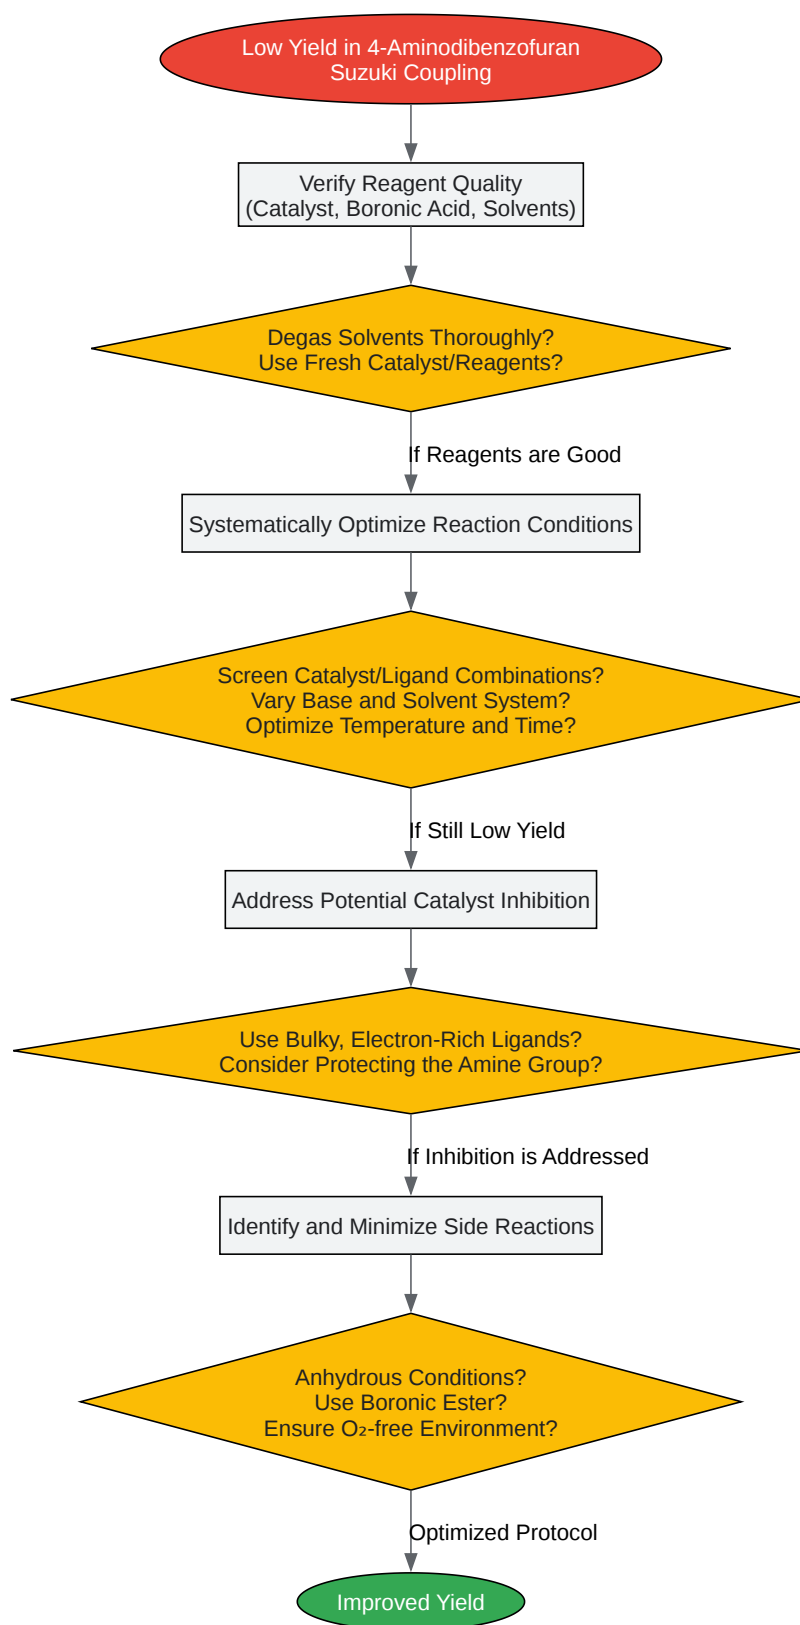 Low Yield in 4-Aminodibenzofuran
Suzuki Coupling
Verify Reagent Quality
(Catalyst, Boronic Acid, Solvents)
Degas Solvents Thoroughly?
Use Fresh Catalyst/Reagents?
If Reagents are Good
Systematically Optimize Reaction Conditions
Screen Catalyst/Ligand Combinations?
Vary Base and Solvent System?
Optimize Temperature and Time?
If Still Low Yield
Address Potential Catalyst Inhibition
Use Bulky, Electron-Rich Ligands?
Consider Protecting the Amine Group?
If Inhibition is Addressed
Identify and Minimize Side Reactions
Anhydrous Conditions?
Use Boronic Ester?
Ensure O₂-free Environment?
Optimized Protocol
Improved Yield